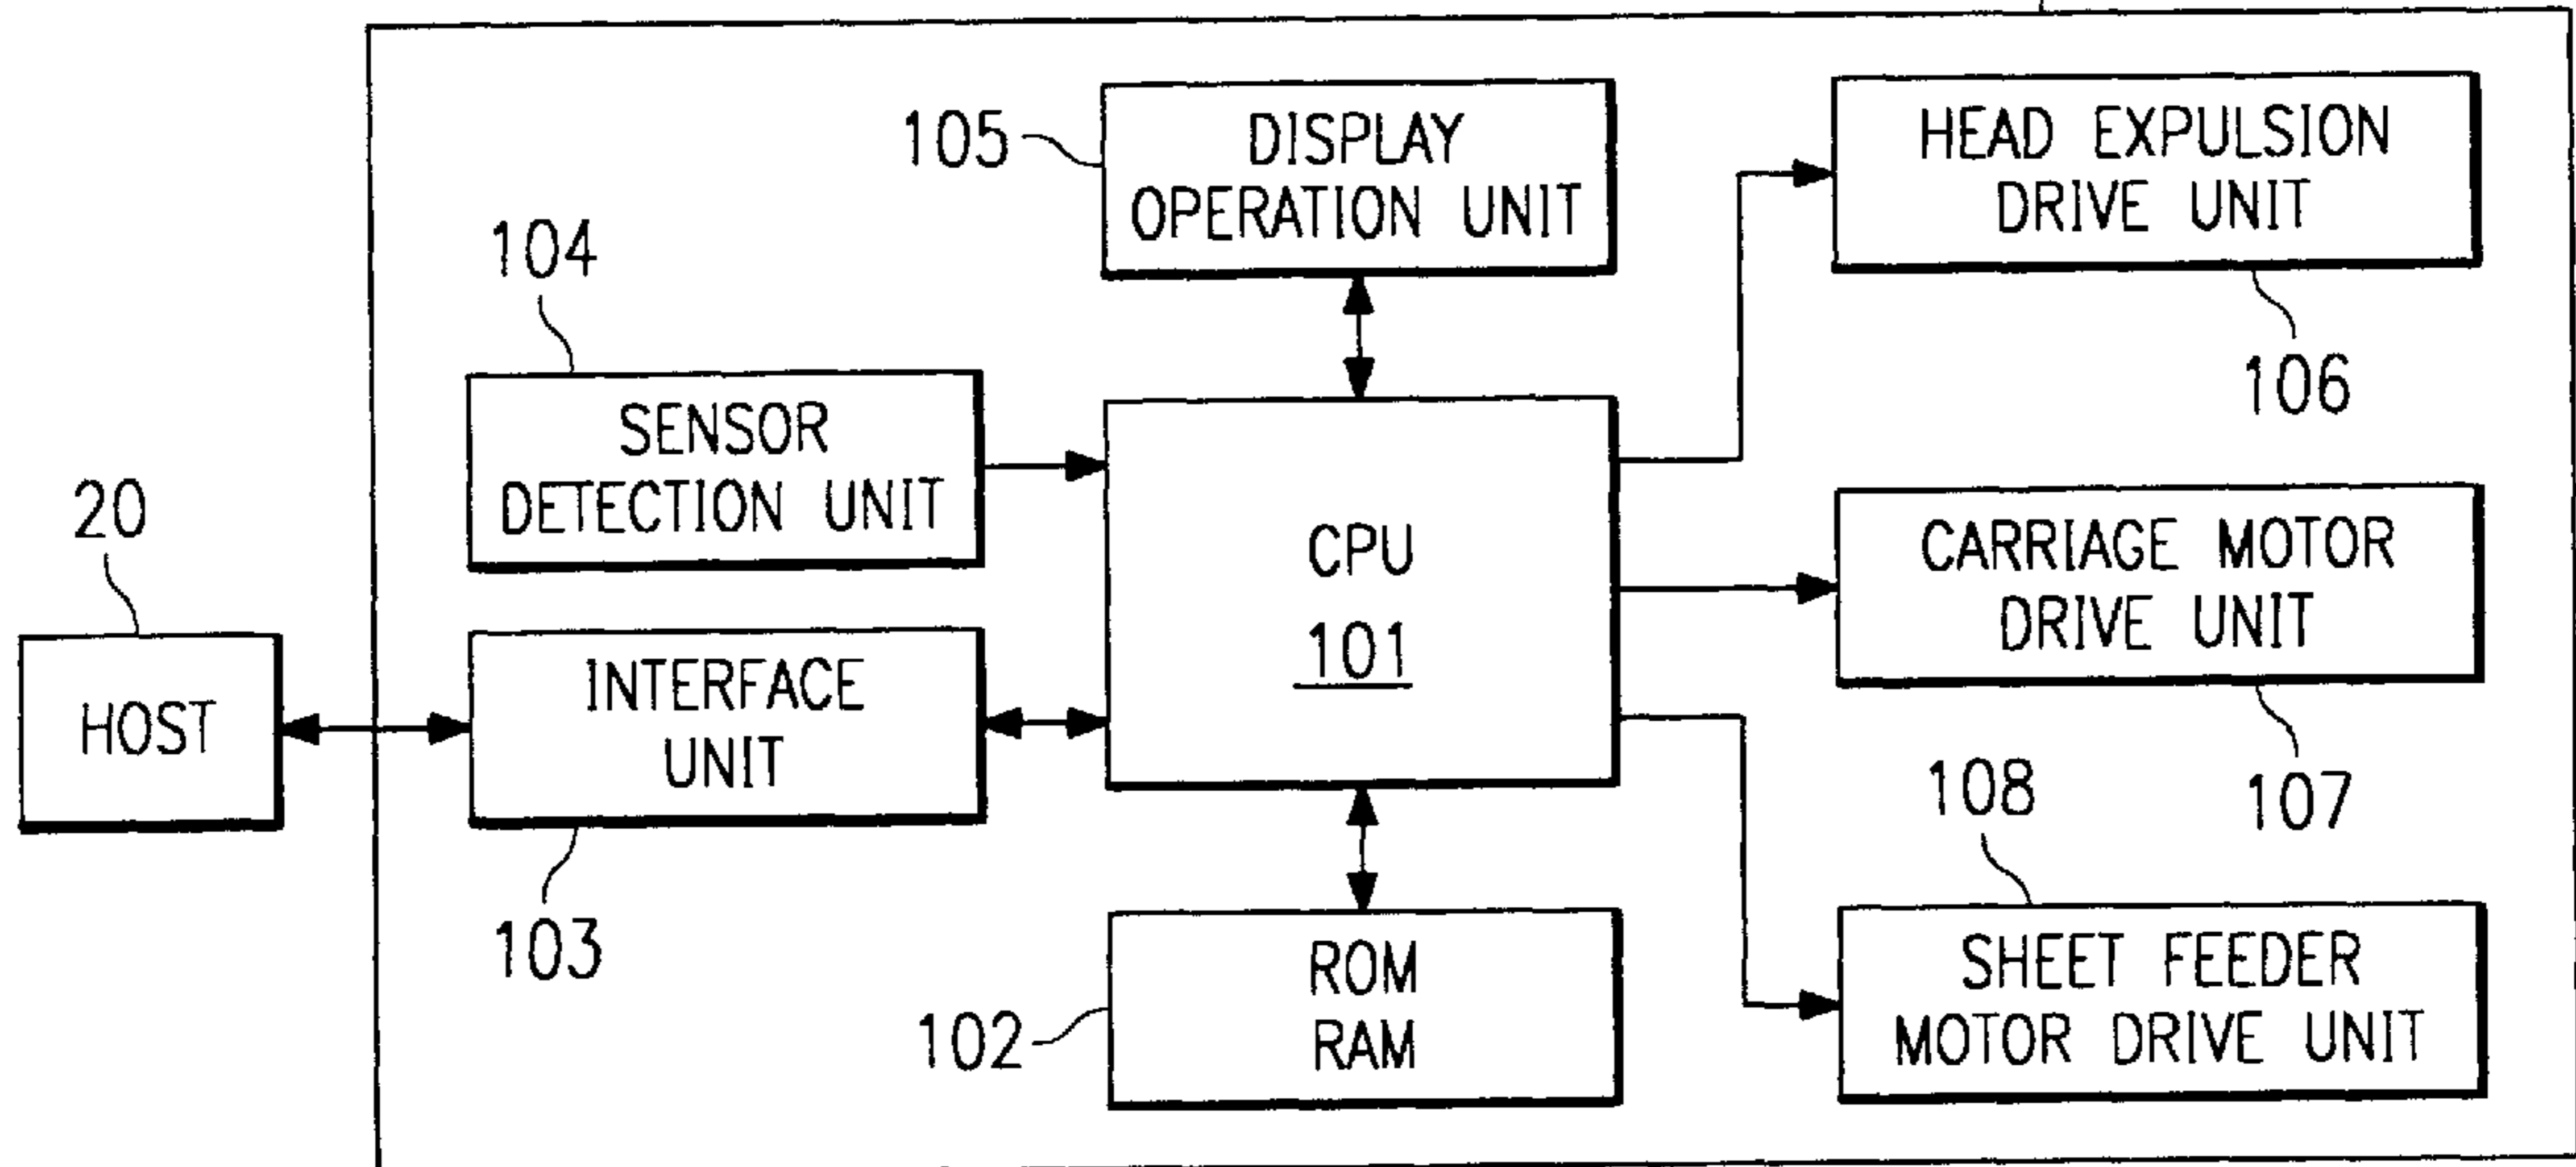 105
DISPLAY
OPERATION UNIT
HEAD EXPULSION
DRIVE UNIT
106
104
SENSOR
DETECTION UNIT
20
HOST
INTERFACE
UNIT
103
CPU
101
CARRIAGE MOTOR
DRIVE UNIT
107
102
ROM
RAM
108
SHEET FEEDER
MOTOR DRIVE UNIT